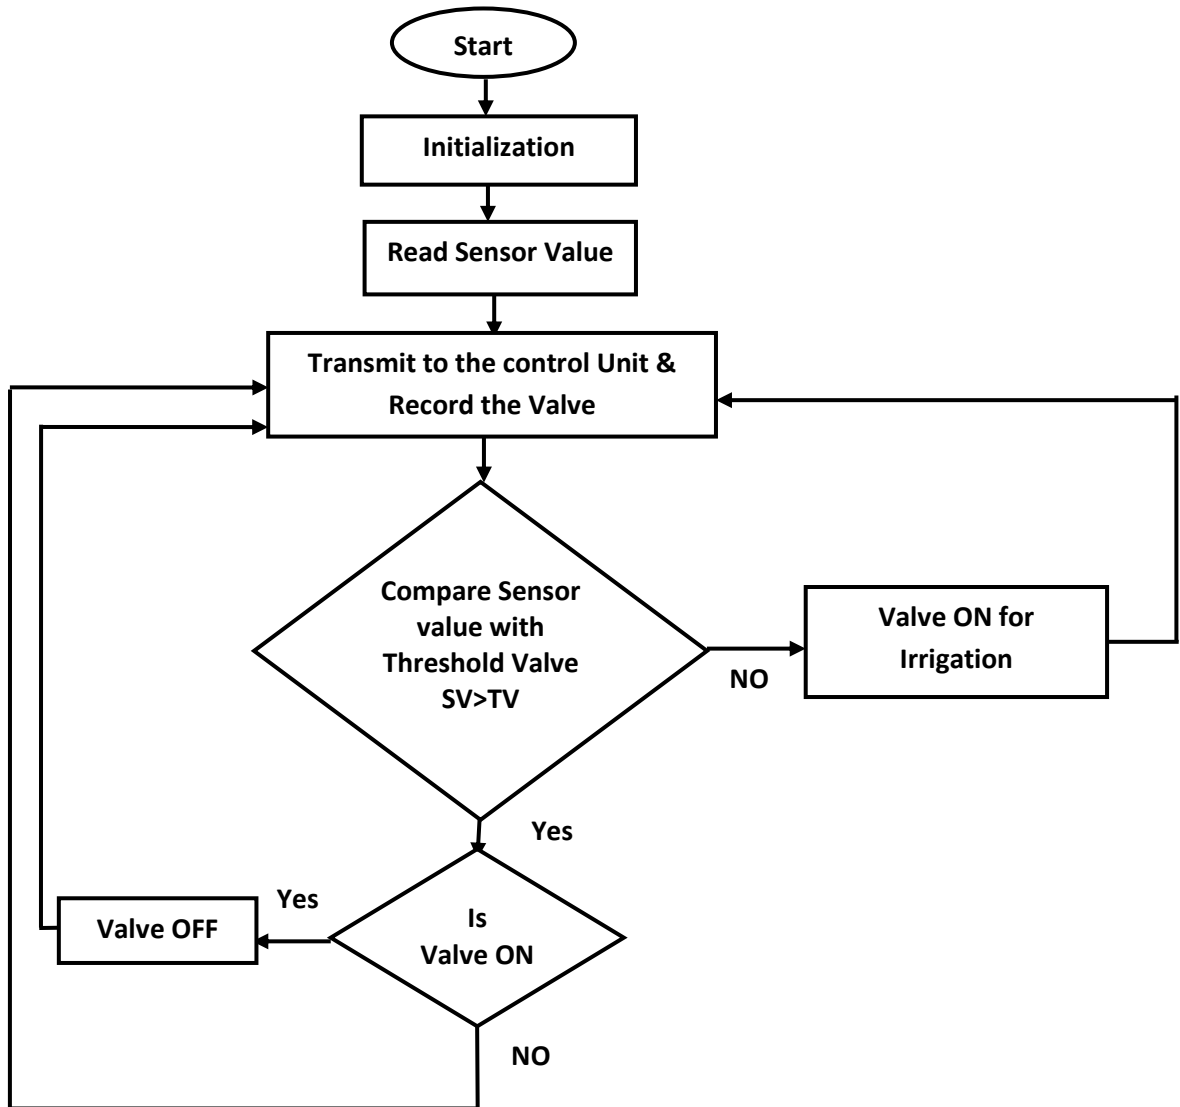 Start
Initialization
Read Sensor Value
Transmit to the control Unit &
Record the Valve
Compare Sensor
value with
Threshold Valve
SV>TV
NO
Valve ON for
Irrigation
Yes
Is
Valve ON
Yes
Valve OFF
NO